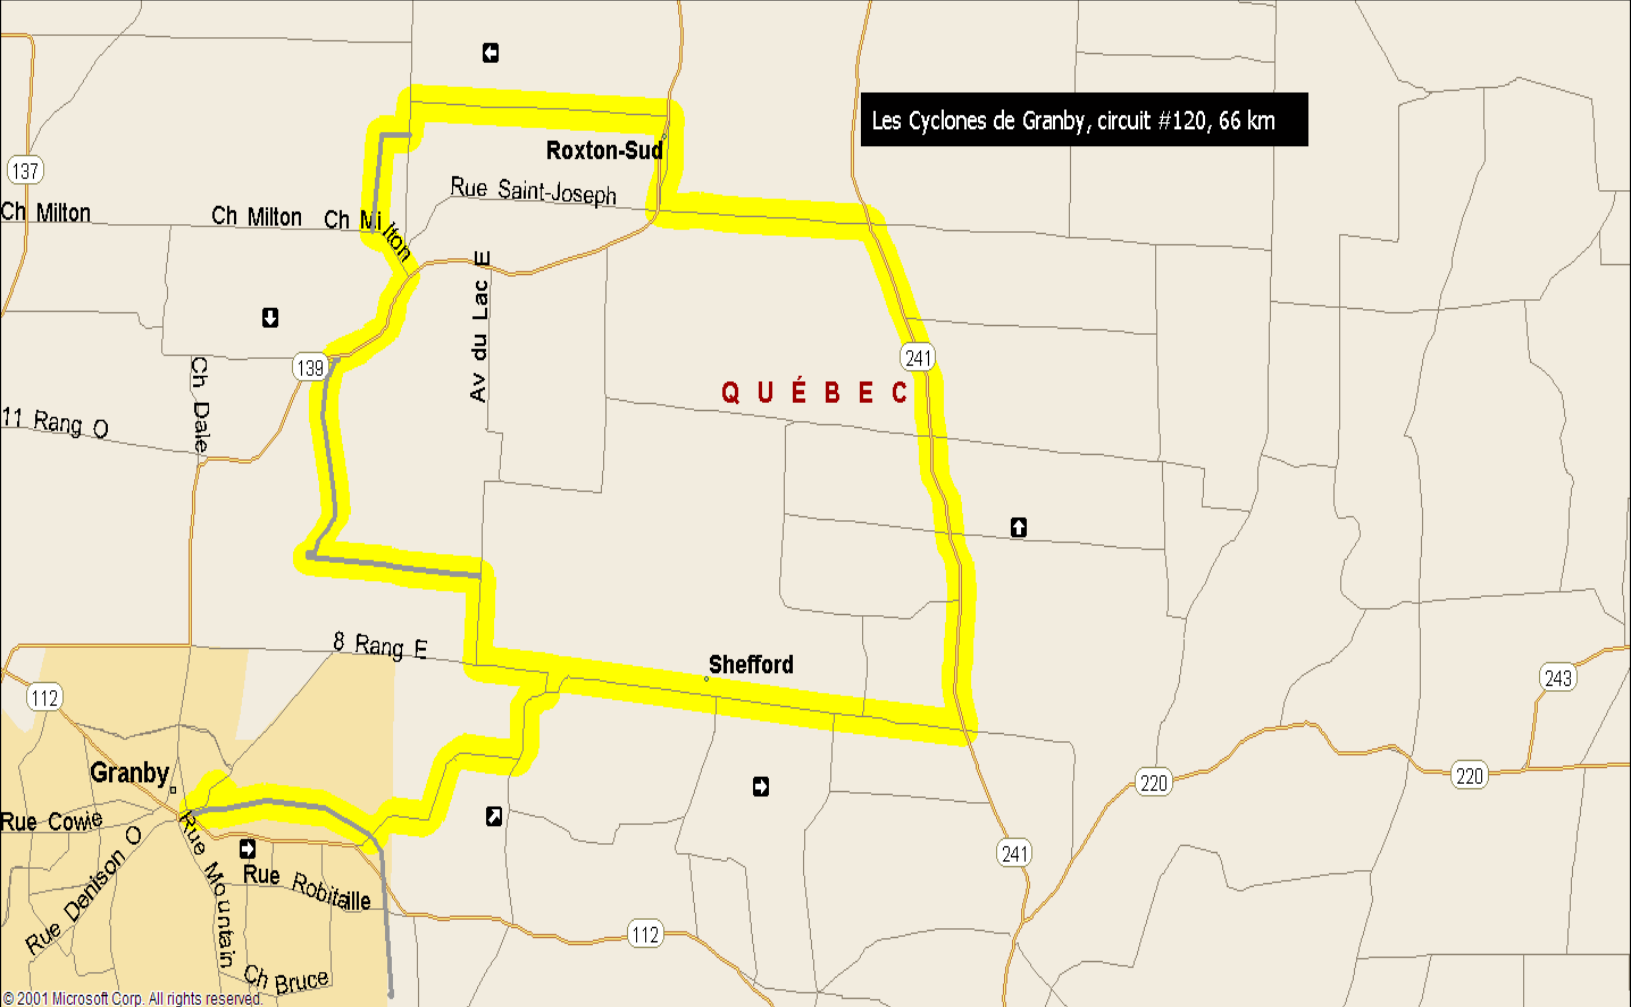 Les Cyclones de Granby, circuit #120, 66 km
Roxton-Sud
137
Rue Saint-Joseph
Ch Milton
Ch Milton
Ch Milton
Av du Lac E
139
241
QUÉBEC
Ch Dale
11 Rang O
8 Rang E
Shefford
243
112
Granby
220
220
Rue Cowie
Rue Denison O
Rue Mountain
Rue Robitaille
241
112
Ch Bruce
© 2001 Microsoft Corp. All rights reserved.